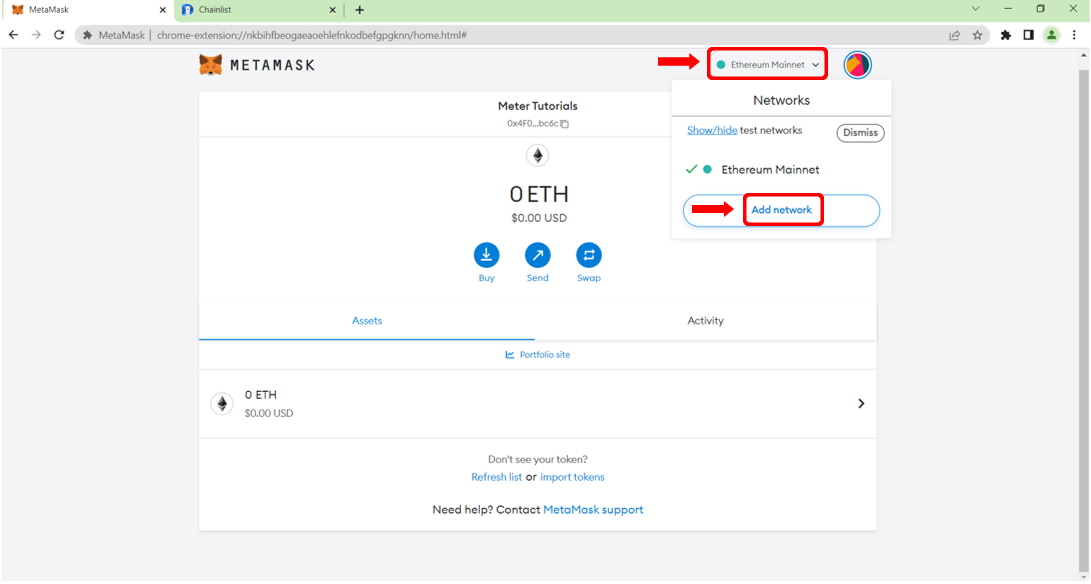 MetaMask
Chainlist
MetaMask | chrome-extension://nkbihfbeogaeaoehlefnkodbefgpgknn/home.html#
METAMASK
Ethereum Mainnet
Networks
Show/hide test networks
Dismiss
Ethereum Mainnet
Add network
Meter Tutorials
0x4F0...bc6c
0 ETH
$0.00 USD
Buy Send Swap
Assets Activity
Portfolio site
0 ETH
$0.00 USD
Don't see your token?
Refresh list or import tokens
Need help? Contact MetaMask support